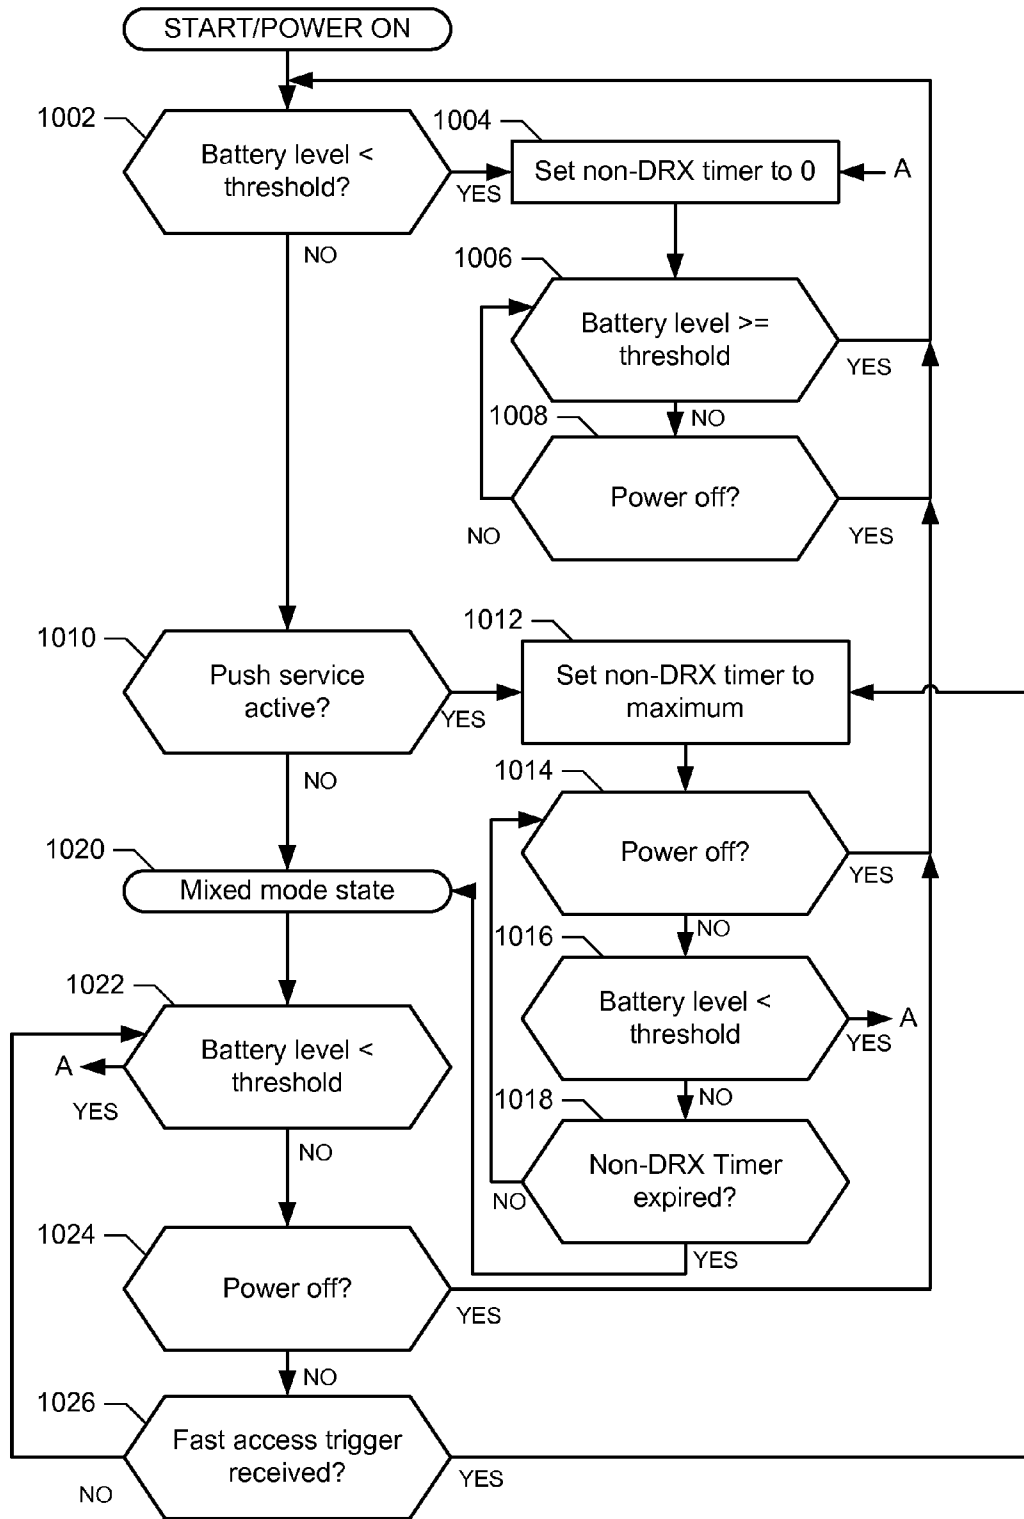 START/POWER ON
1002
Battery level <
threshold?
YES
NO
1004
Set non-DRX timer to 0
A
1006
Battery level >=
threshold
YES
NO
1008
Power off?
NO
YES
1010
Push service
active?
YES
NO
1012
Set non-DRX timer to
maximum
1014
Power off?
YES
NO
1016
Battery level <
threshold
A
YES
NO
1018
Non-DRX Timer
expired?
NO
YES
1020
Mixed mode state
1022
Battery level <
threshold
A
YES
NO
1024
Power off?
YES
NO
1026
Fast access trigger
received?
NO
YES